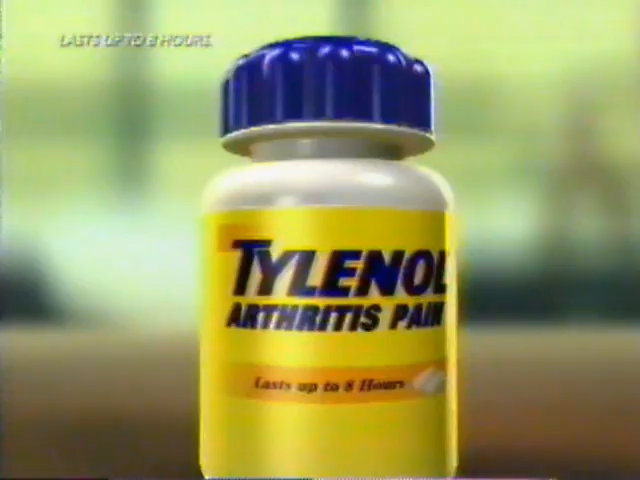 LASTS UP TO 8 HOURS.
TYLENOL
ARTHRITIS PAIN
Lasts up to 8 Hours